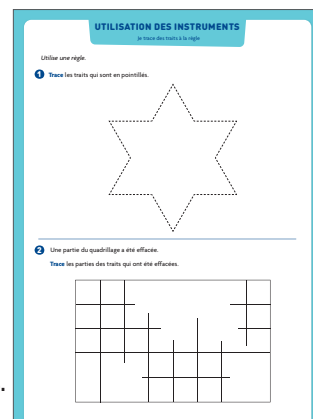 UTILISATION DES INSTRUMENTS
Je trace des traits à la règle
Utilise une règle.
1 Trace les traits qui sont en pointillés.
2 Une partie du quadrillage a été effacée.
Trace les parties des traits qui ont été effacées.